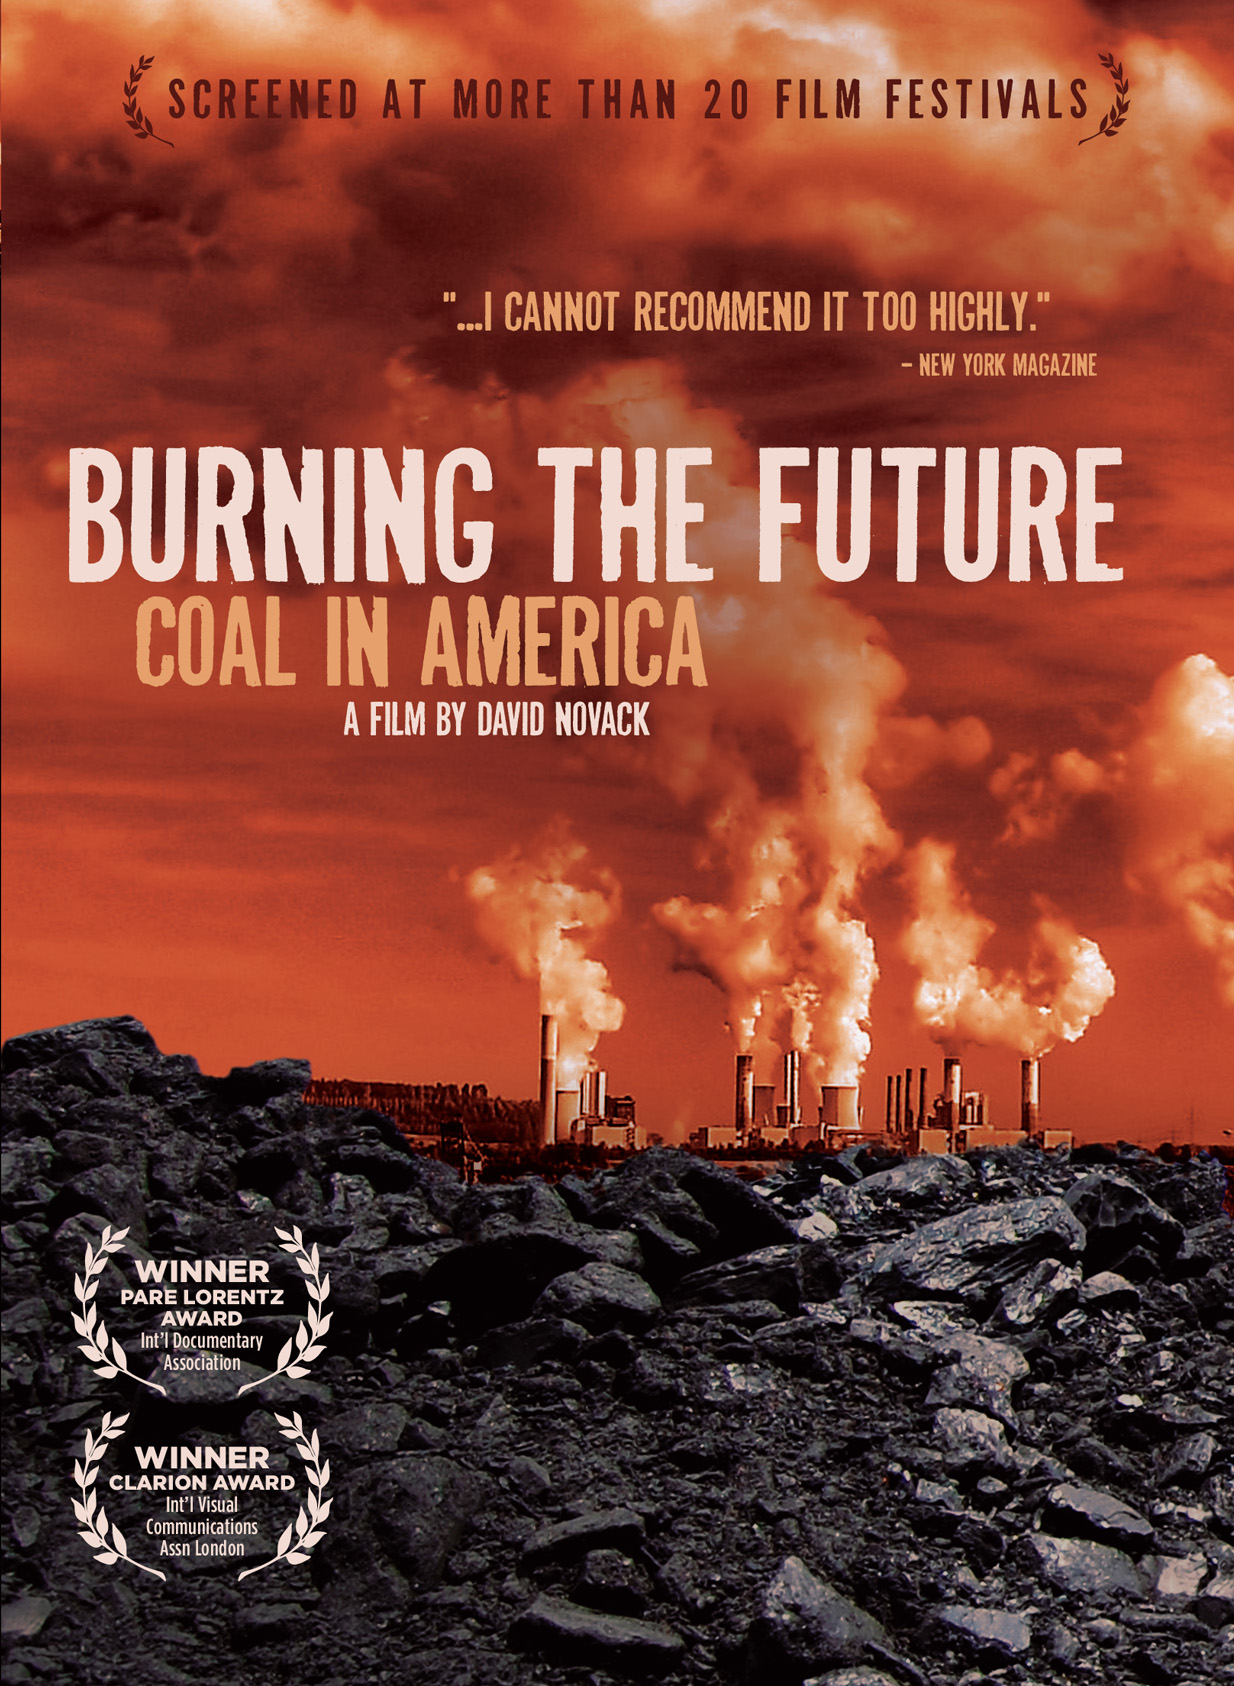 SCREENED AT MORE THAN 20 FILM FESTIVALS
"...I CANNOT RECOMMEND IT TOO HIGHLY."
– NEW YORK MAGAZINE
BURNING THE FUTURE
COAL IN AMERICA
A FILM BY DAVID NOVACK
WINNER
PARE LORENTZ
AWARD
Int'l Documentary
Association
WINNER
CLARION AWARD
Int'l Visual
Communications
Assn London